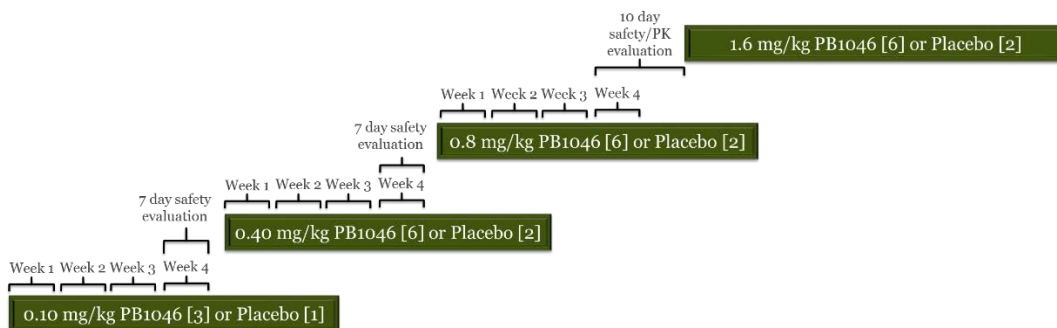 10 day
safety/PK
evaluation
1.6 mg/kg PB1046 [6] or Placebo [2]
Week 1 Week 2 Week 3 Week 4
7 day safety
evaluation
0.8 mg/kg PB1046 [6] or Placebo [2]
Week 1 Week 2 Week 3 Week 4
7 day safety
evaluation
0.40 mg/kg PB1046 [6] or Placebo [2]
Week 1 Week 2 Week 3 Week 4
0.10 mg/kg PB1046 [3] or Placebo [1]